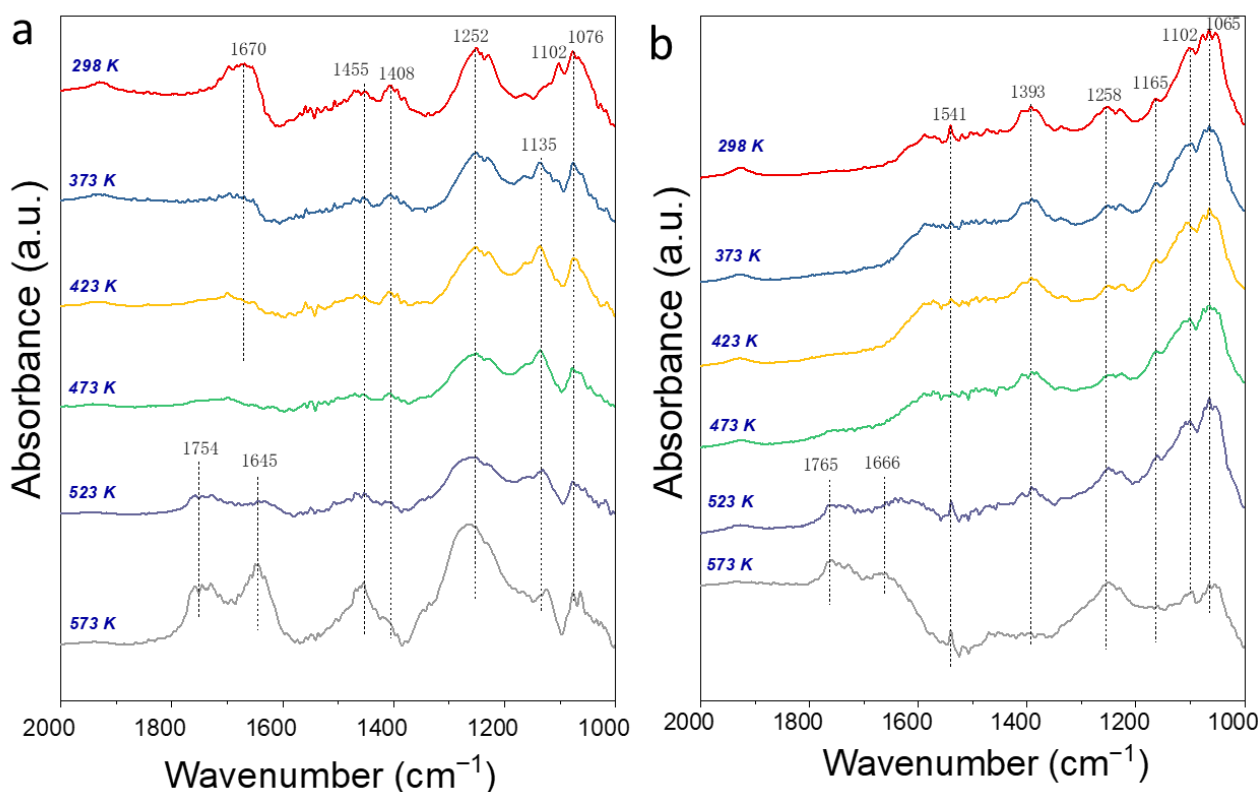 a
1670
1252
1102
1076
298 K
1455
1408
1135
373 K
423 K
473 K
1754
1645
523 K
573 K
2000
1800
1600
1400
1200
1000
Absorbance (a.u.)
Wavenumber (cm⁻¹)
b
1102
1065
1165
1258
1393
1541
298 K
373 K
423 K
473 K
1765
1666
523 K
573 K
2000
1800
1600
1400
1200
1000
Absorbance (a.u.)
Wavenumber (cm⁻¹)